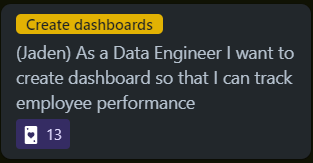 Create dashboards
(Jaden) As a Data Engineer I want to
create dashboard so that I can track
employee performance
13